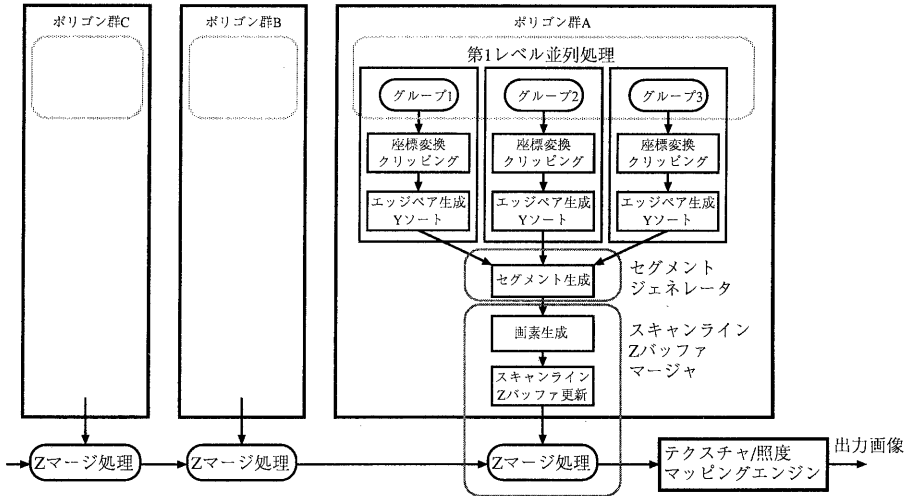 ポリゴン群C
ポリゴン群B
ポリゴン群A
第1レベル並列処理
グループ1
グループ2
グループ3
座標変換
クリッピング
座標変換
クリッピング
座標変換
クリッピング
エッジペア生成
Yソート
エッジペア生成
Yソート
エッジペア生成
Yソート
セグメント生成
セグメント
ジェネレータ
画素生成
スキャンライン
Zバッファ
マージャ
スキャンライン
Zバッファ更新
Zマージ処理
Zマージ処理
Zマージ処理
テクスチャ/照度
マッピングエンジン
出力画像